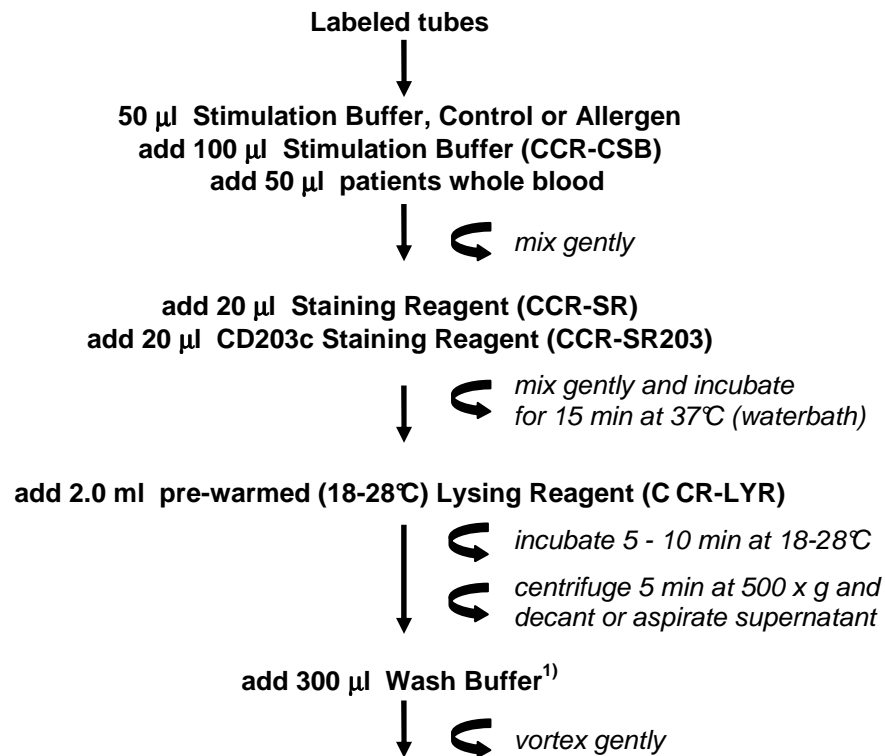 Labeled tubes
50 µl Stimulation Buffer, Control or Allergen
add 100 µl Stimulation Buffer (CCR-CSB)
add 50 µl patients whole blood
mix gently
add 20 µl Staining Reagent (CCR-SR)
add 20 µl CD203c Staining Reagent (CCR-SR203)
mix gently and incubate
for 15 min at 37°C (waterbath)
add 2.0 ml pre-warmed (18-28°C) Lysing Reagent (C CR-LYR)
incubate 5 - 10 min at 18-28°C
centrifuge 5 min at 500 x g and
decant or aspirate supernatant
add 300 µl Wash Buffer¹⁾
vortex gently